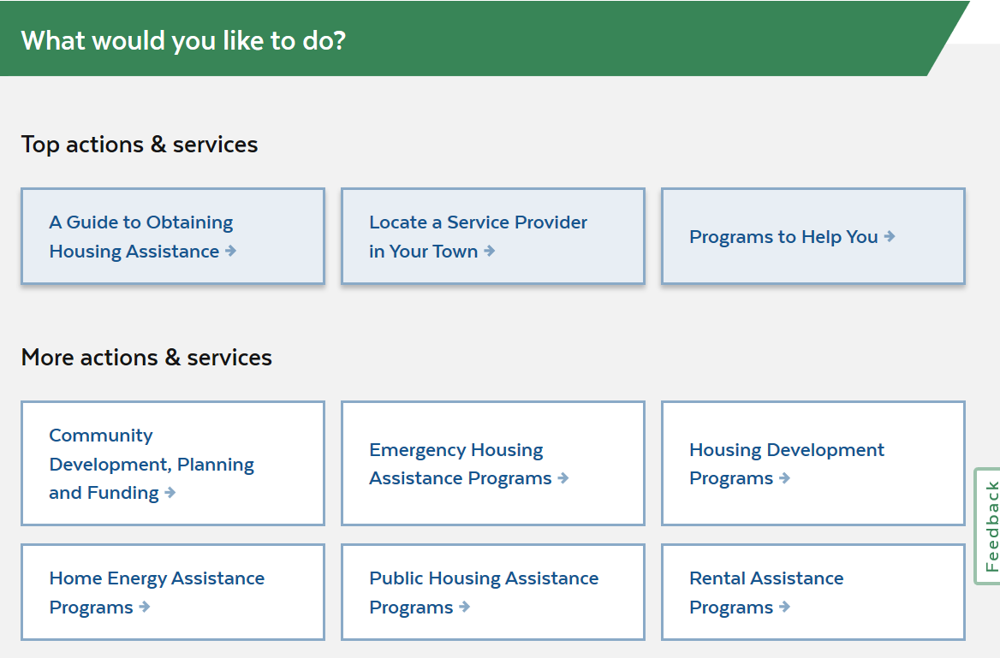 What would you like to do?
Top actions & services
A Guide to Obtaining
Housing Assistance
Locate a Service Provider
in Your Town
Programs to Help You
More actions & services
Community
Development, Planning
and Funding
Emergency Housing
Assistance Programs
Housing Development
Programs
Home Energy Assistance
Programs
Public Housing Assistance
Programs
Rental Assistance
Programs
Feedback